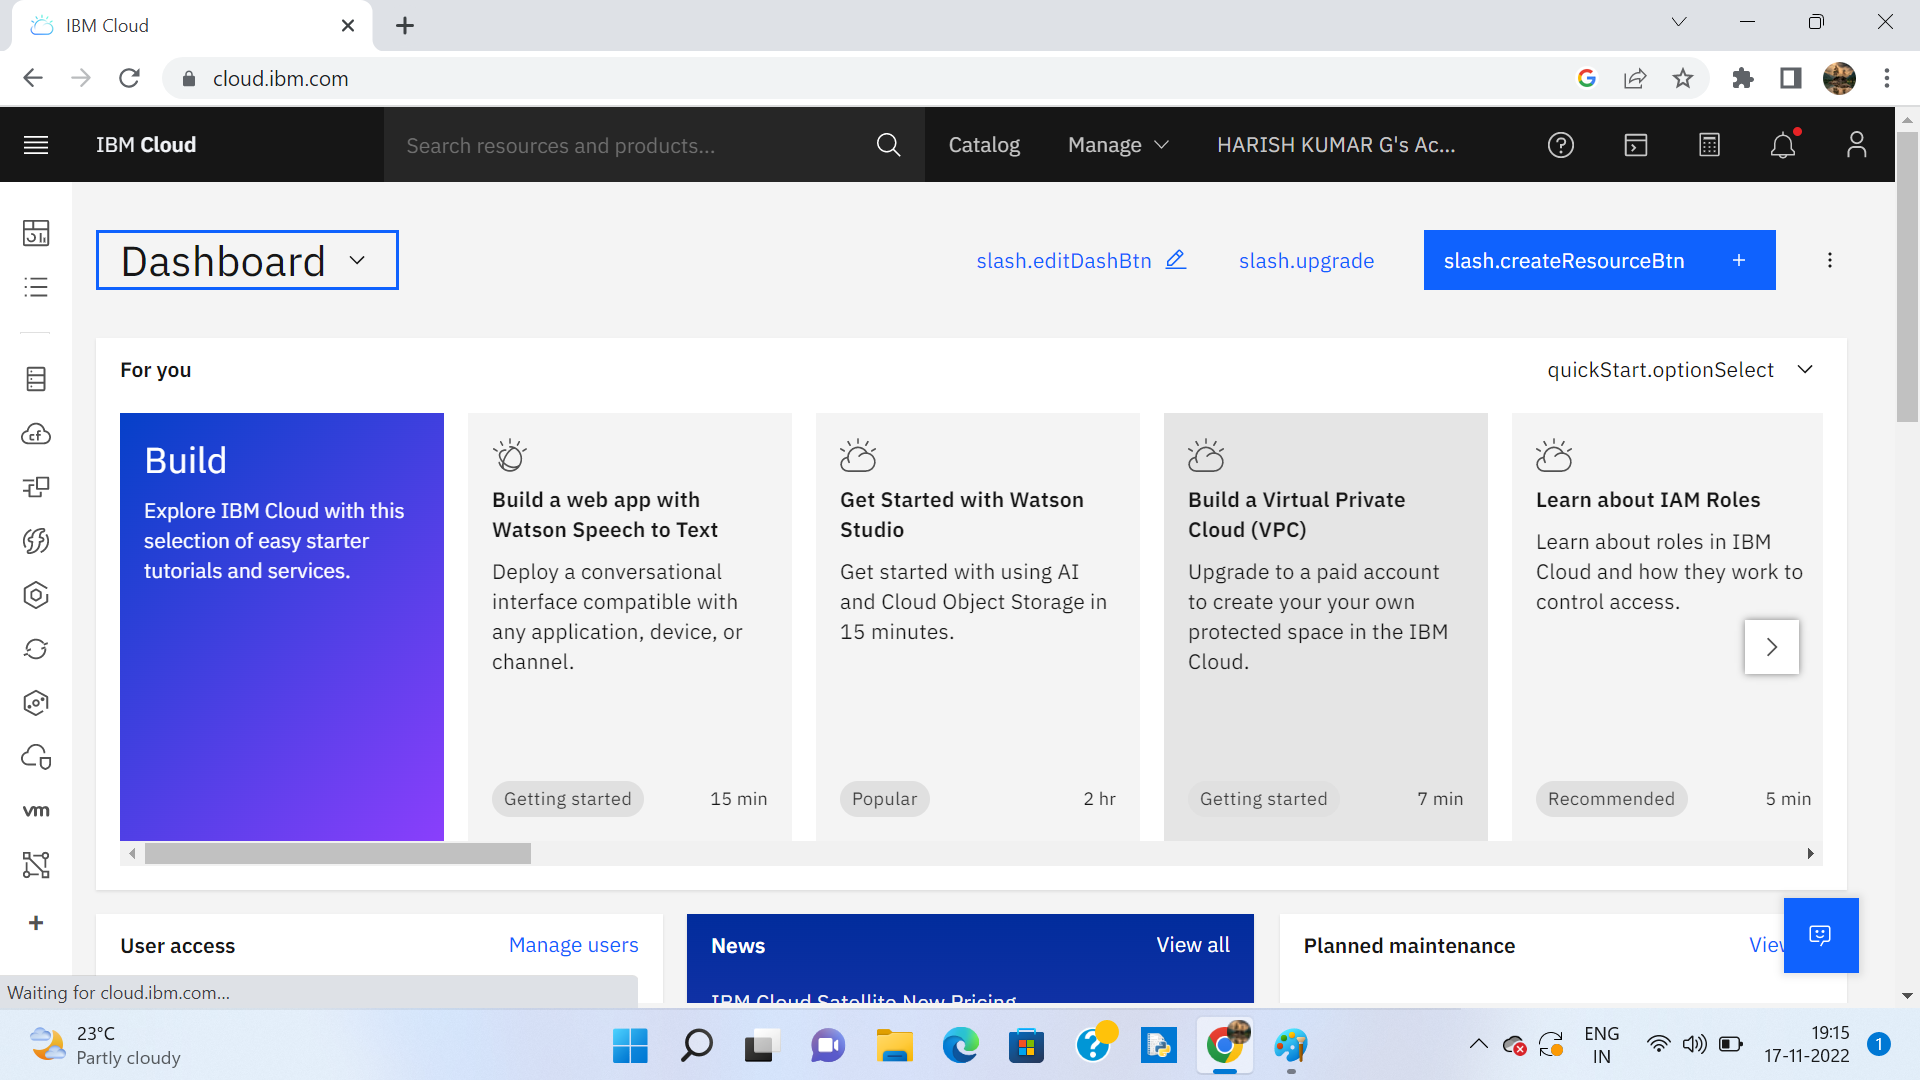 IBM Cloud
cloud.ibm.com
IBM Cloud
Search resources and products...
Catalog
Manage
HARISH KUMAR G's Ac...
Dashboard
slash.editDashBtn
slash.upgrade
slash.createResourceBtn
For you
quickStart.optionSelect
Build
Explore IBM Cloud with this
selection of easy starter
tutorials and services.
Build a web app with
Watson Speech to Text
Deploy a conversational
interface compatible with
any application, device, or
channel.
Getting started
15 min
Get Started with Watson
Studio
Get started with using AI
and Cloud Object Storage in
15 minutes.
Popular
2 hr
Build a Virtual Private
Cloud (VPC)
Upgrade to a paid account
to create your your own
protected space in the IBM
Cloud.
Getting started
7 min
Learn about IAM Roles
Learn about roles in IBM
Cloud and how they work to
control access.
Recommended
5 min
cf
vm
User access
Manage users
News
View all
IBM Cloud Satellite New Pricing
Planned maintenance
View
Waiting for cloud.ibm.com...
23°C
Partly cloudy
ENG
IN
19:15
17-11-2022
1